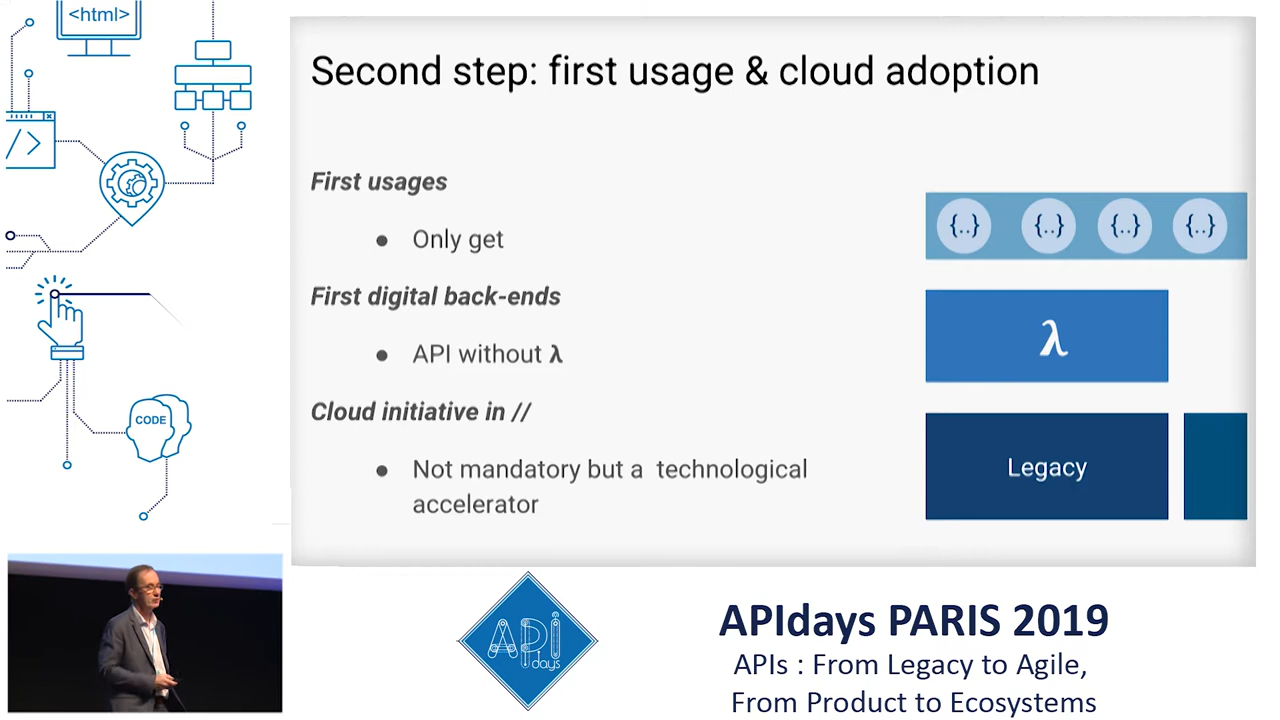 <html>
</>
CODE
Second step: first usage & cloud adoption
First usages
● Only get
First digital back-ends
● API without λ
Cloud initiative in //
● Not mandatory but a technological
accelerator
{..} {..} {..} {..}
λ
Legacy
API
days
APIdays PARIS 2019
APIs : From Legacy to Agile,
From Product to Ecosystems